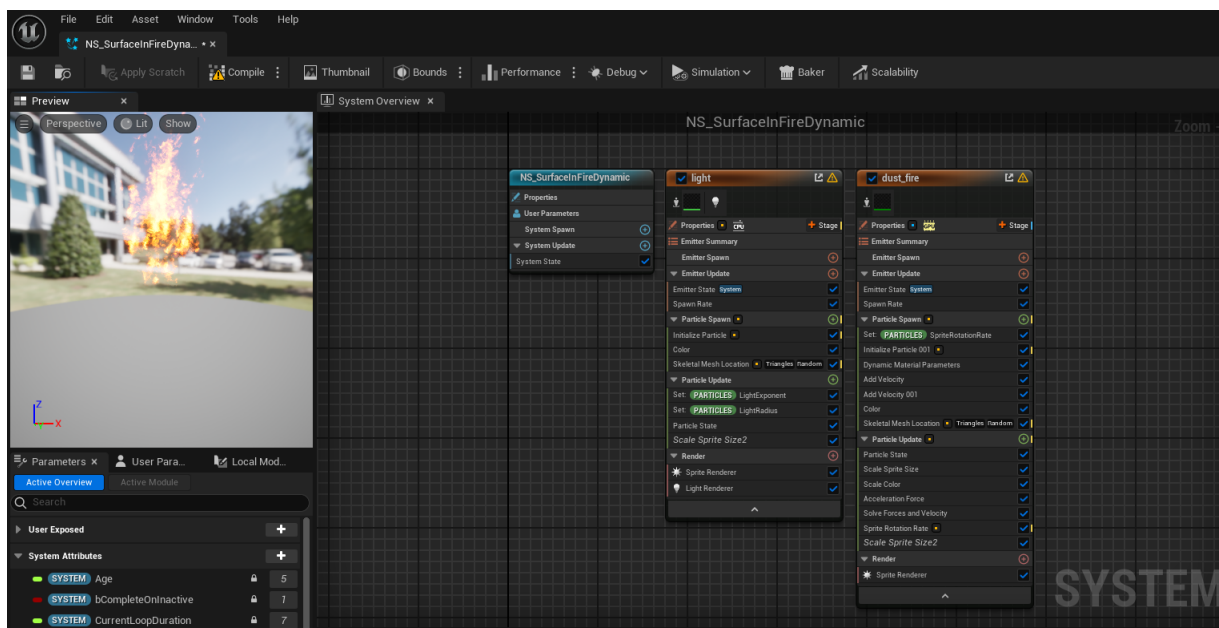 File Edit Asset Window Tools Help
NS_SurfaceInFireDyna... • ×
Apply Scratch Compile Thumbnail Bounds Performance Debug Simulation Baker Scalability
Preview × System Overview ×
Perspective Lit Show
NS_SurfaceInFireDynamic
Zoom -
NS_SurfaceInFireDynamic
Properties
User Parameters
System Spawn
System Update
System State
light
Properties CPU + Stage
Emitter Summary
Emitter Spawn
Emitter Update
Emitter State System
Spawn Rate
Particle Spawn
Initialize Particle
Color
Skeletal Mesh Location Triangles Random
Particle Update
Set: PARTICLES LightExponent
Set: PARTICLES LightRadius
Particle State
Scale Sprite Size2
Render
Sprite Renderer
Light Renderer
dust_fire
Properties + Stage
Emitter Summary
Emitter Spawn
Emitter Update
Emitter State System
Spawn Rate
Particle Spawn
Set: PARTICLES SpriteRotationRate
Initialize Particle 001
Dynamic Material Parameters
Add Velocity
Add Velocity 001
Color
Skeletal Mesh Location Triangles Random
Particle Update
Particle State
Scale Sprite Size
Scale Color
Acceleration Force
Solve Forces and Velocity
Sprite Rotation Rate
Scale Sprite Size2
Render
Sprite Renderer
SYSTEM
Z
X
Parameters × User Para... Local Mod...
Active Overview Active Module
Search
User Exposed +
System Attributes +
SYSTEM Age 5
SYSTEM bCompleteOnInactive 1
SYSTEM CurrentLoopDuration 7